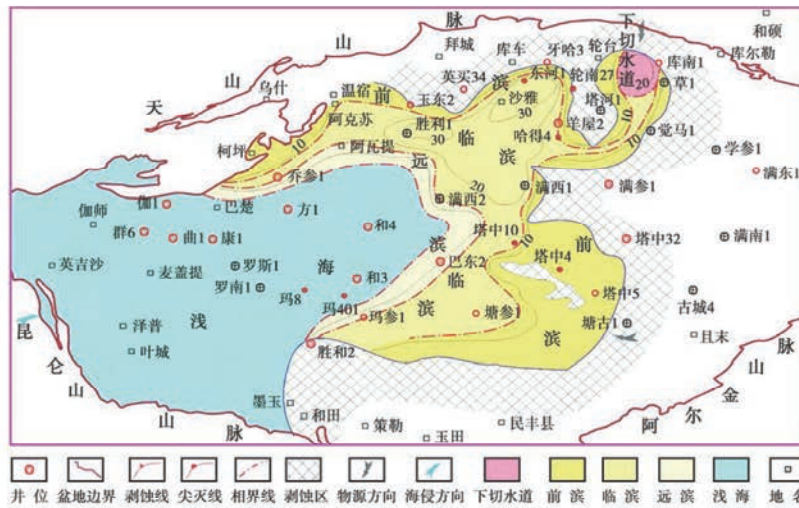 天
山
山
脉
拜城
库车
牙哈3
轮台
下切水道
和硕
库尔勒
库南1
草1
英买34
东河1
轮南27
20
乌什
温宿
前
玉东2
滨
沙雅
30
塔河1
羊屋2
10
阿克苏
胜利1
30
临
哈得4
10
觉马1
学参1
柯坪
10
阿瓦提
远
滨
满东1
乔参1
20
满西1
满参1
伽1
巴楚
方1
满西2
伽师
群6
曲1
康1
和4
滨
塔中10
10
前
塔中32
满南1
英吉沙
麦盖提
罗斯1
海
巴东2
塔中4
罗南1
和3
临
玛8
玛401
塔中5
古城4
昆
泽普
浅
玛参1
滨
塘参1
塘古1
仑
叶城
胜和2
滨
且末
脉
山
墨玉
金
山
山
脉
和田
策勒
民丰县
尔
阿
玉田
井 位
盆地边界
剥蚀线
尖灭线
相界线
剥蚀区
物源方向
海侵方向
下切水道
前 滨
临 滨
远 滨
浅 海
地 名